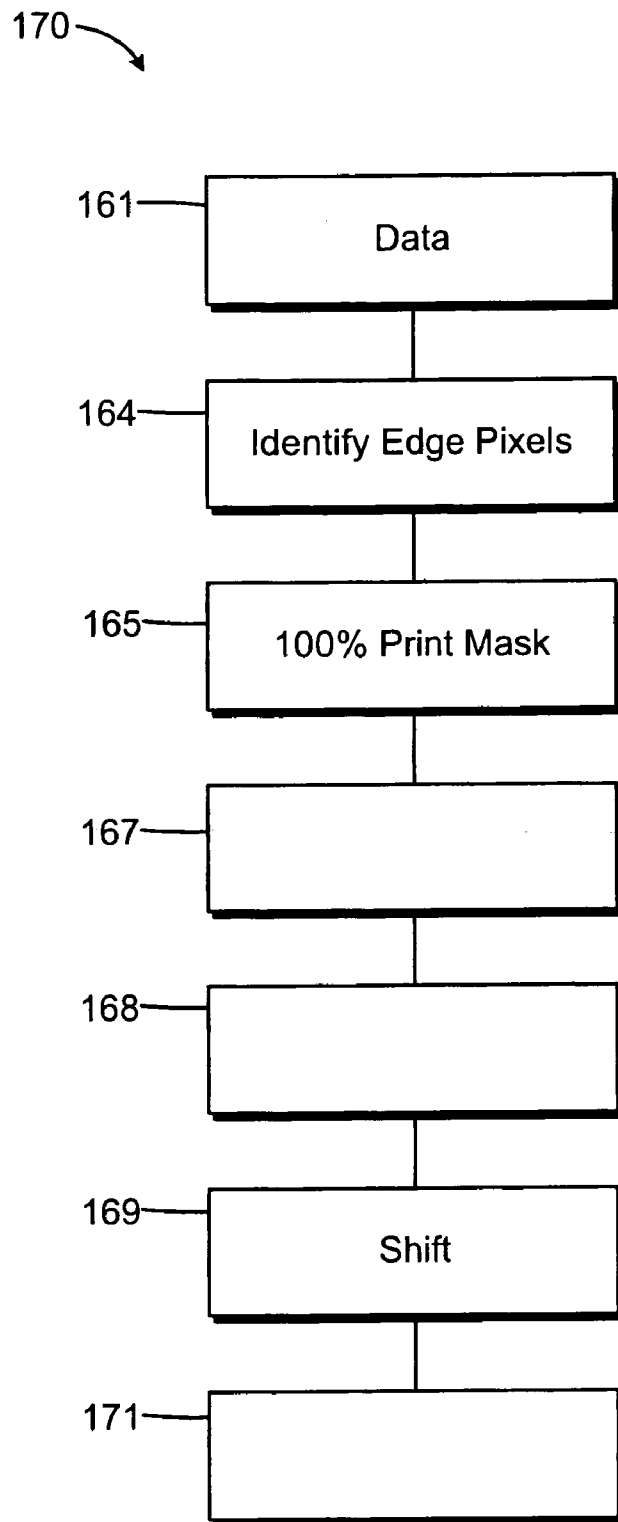 170
161
Data
164
Identify Edge Pixels
165
100% Print Mask
167
168
169
Shift
171